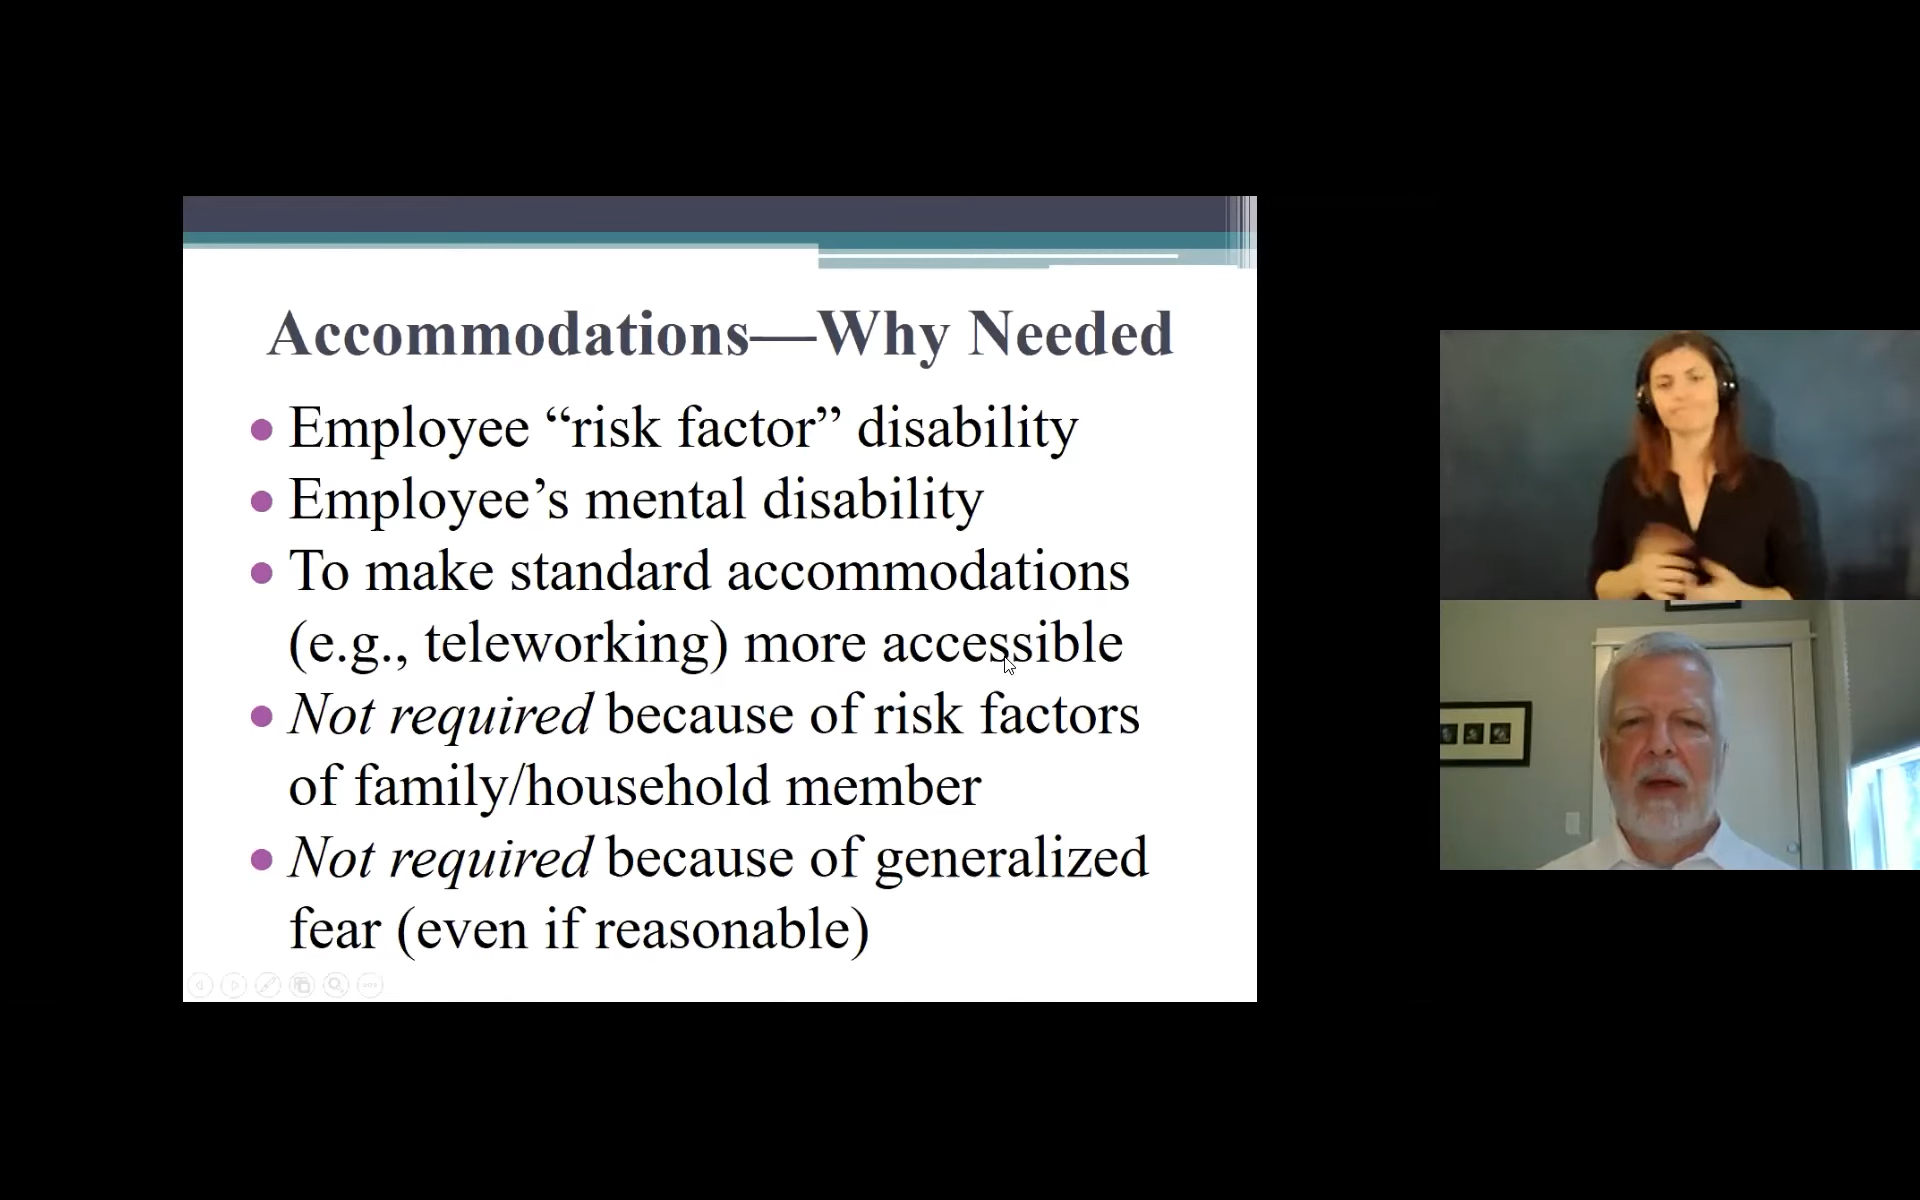 Accommodations—Why Needed
Employee “risk factor” disability
Employee’s mental disability
To make standard accommodations
(e.g., teleworking) more accessible
Not required because of risk factors
of family/household member
Not required because of generalized
fear (even if reasonable)